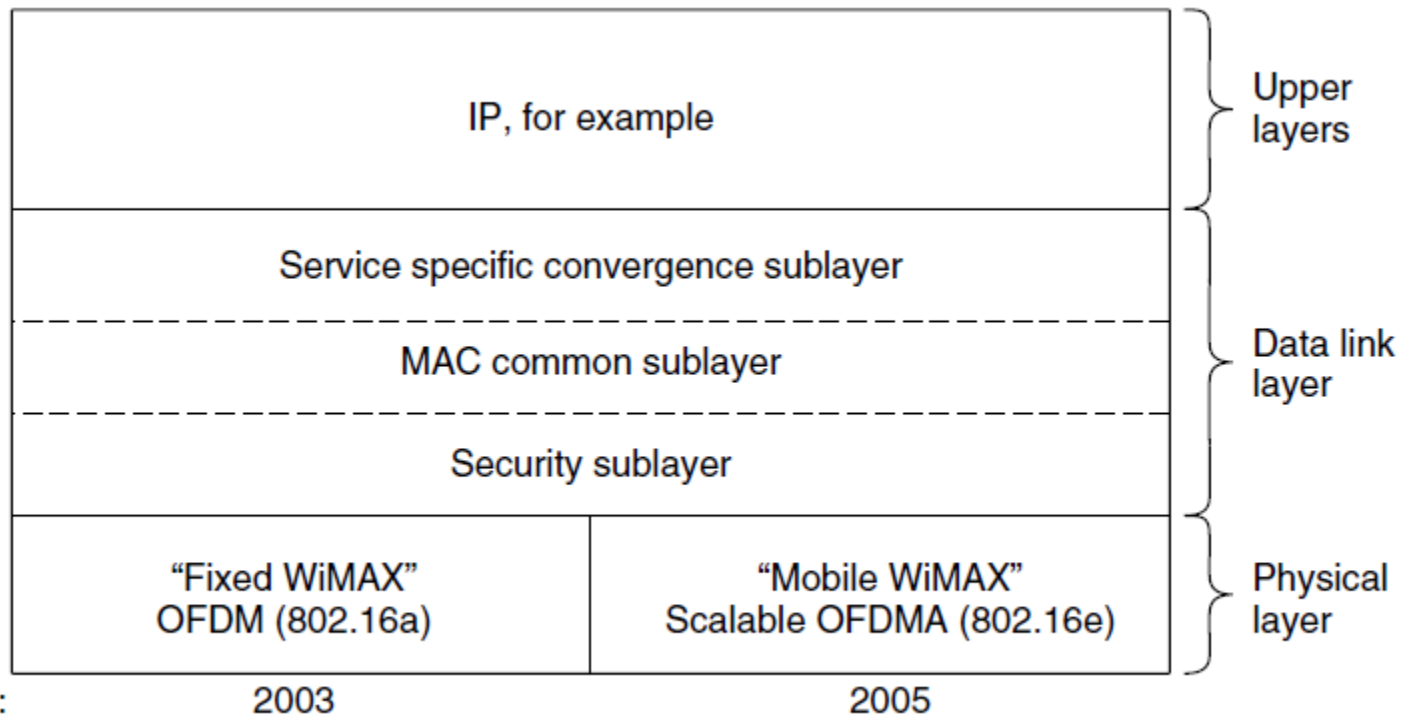 IP, for example
Upper
layers
Service specific convergence sublayer
MAC common sublayer
Security sublayer
Data link
layer
“Fixed WiMAX”
OFDM (802.16a)
“Mobile WiMAX”
Scalable OFDMA (802.16e)
Physical
layer
: 2003 2005